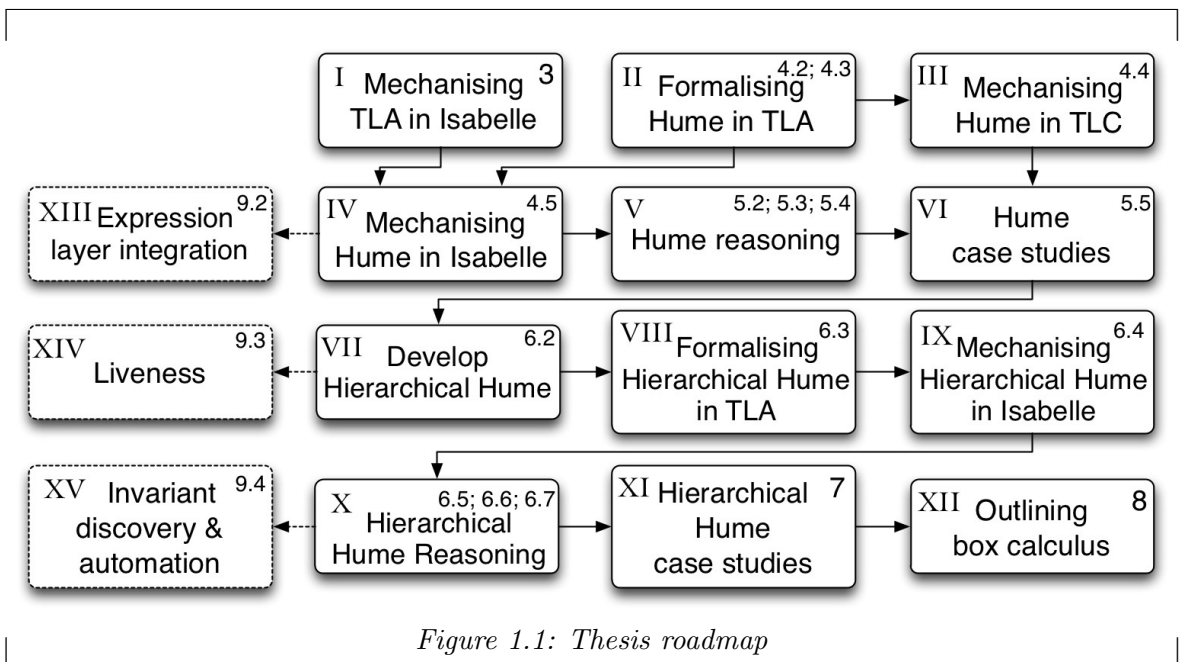 I Mechanising 3
TLA in Isabelle
II Formalising 4.2; 4.3
Hume in TLA
III Mechanising 4.4
Hume in TLC
XIII Expression 9.2
layer integration
IV Mechanising 4.5
Hume in Isabelle
V 5.2; 5.3; 5.4
Hume reasoning
VI Hume 5.5
case studies
XIV 9.3
Liveness
VII Develop 6.2
Hierarchical Hume
VIII Formalising 6.3
Hierarchical Hume
in TLA
IX Mechanising 6.4
Hierarchical Hume
in Isabelle
XV Invariant 9.4
discovery &
automation
X 6.5; 6.6; 6.7
Hierarchical
Hume Reasoning
XI Hierarchical 7
Hume
case studies
XII Outlining 8
box calculus
Figure 1.1: Thesis roadmap